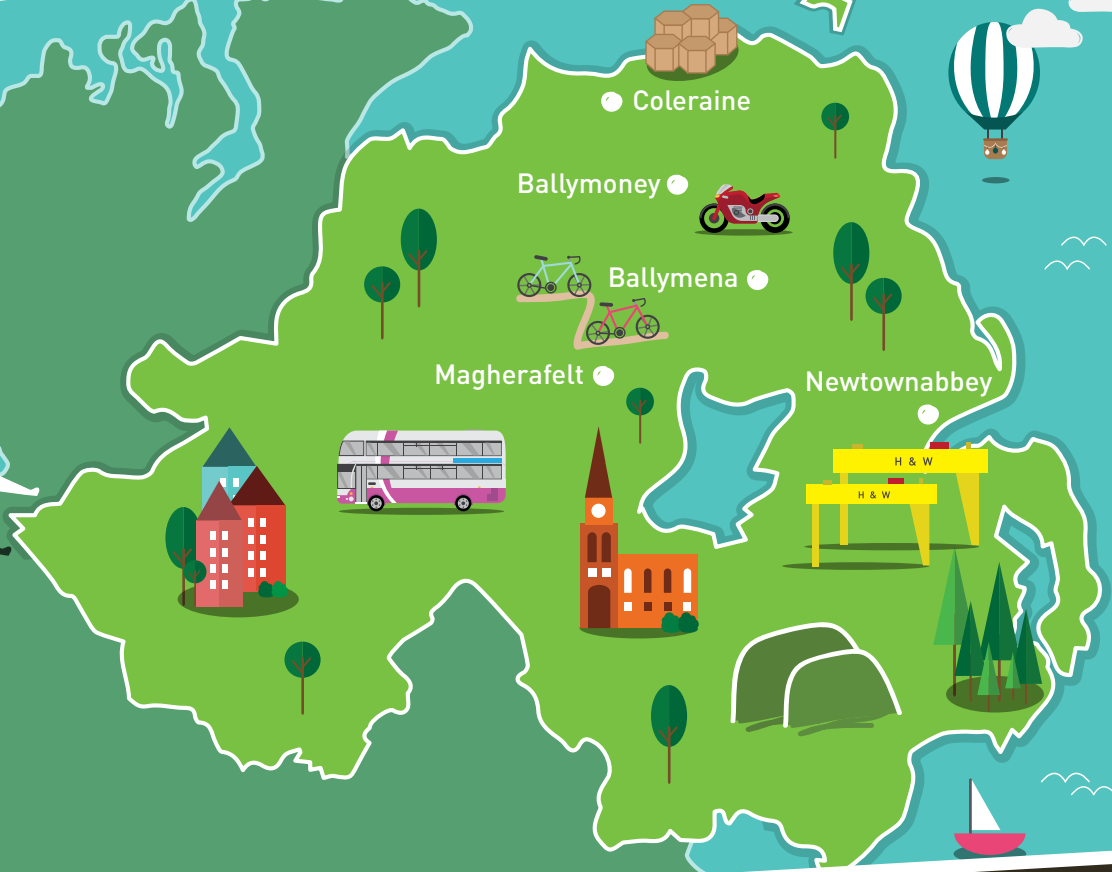 Coleraine
Ballymoney
Ballymena
Magherafelt
Newtownabbey
H & W
H & W